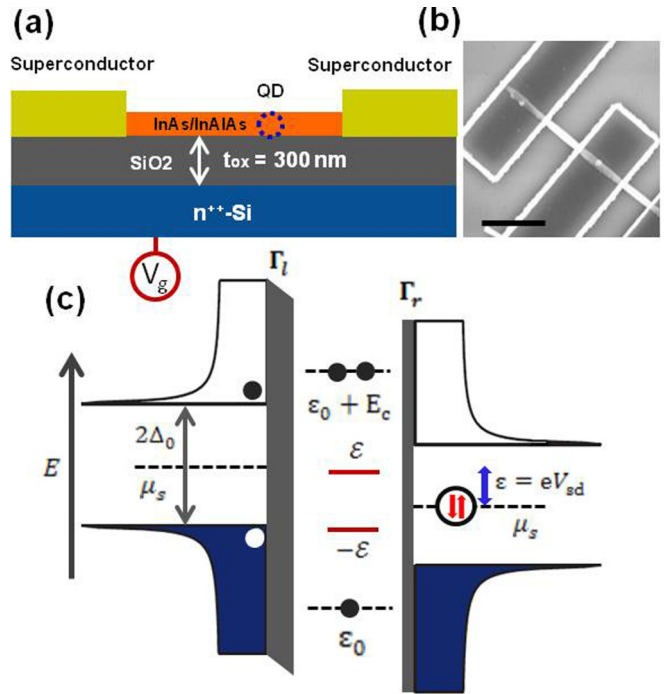 (a)
(b)
Superconductor
Superconductor
QD
InAs/InAlAs
SiO2
tox = 300 nm
n⁺⁺-Si
Vg
(c)
Γl
Γr
ε₀ + Ec
2Δ₀
E
ℰ
ε = eVsd
μs
μs
-ℰ
ε₀